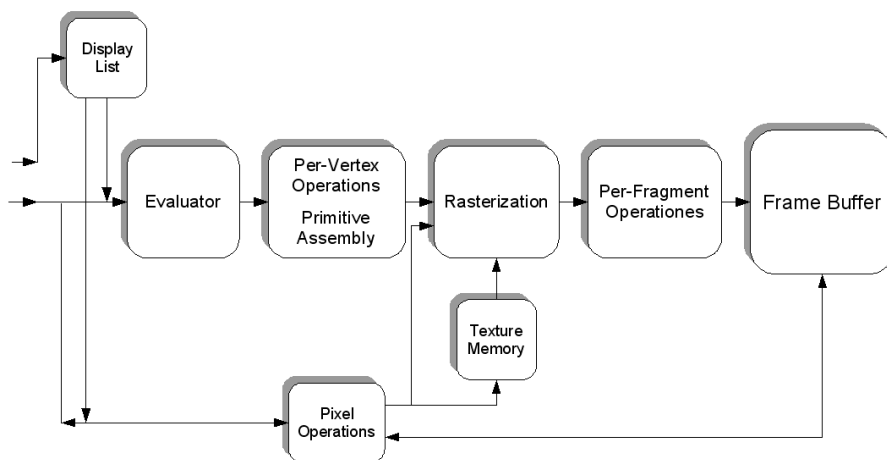 Display
List
Evaluator
Per-Vertex
Operations
Primitive
Assembly
Rasterization
Per-Fragment
Operationes
Frame Buffer
Texture
Memory
Pixel
Operations